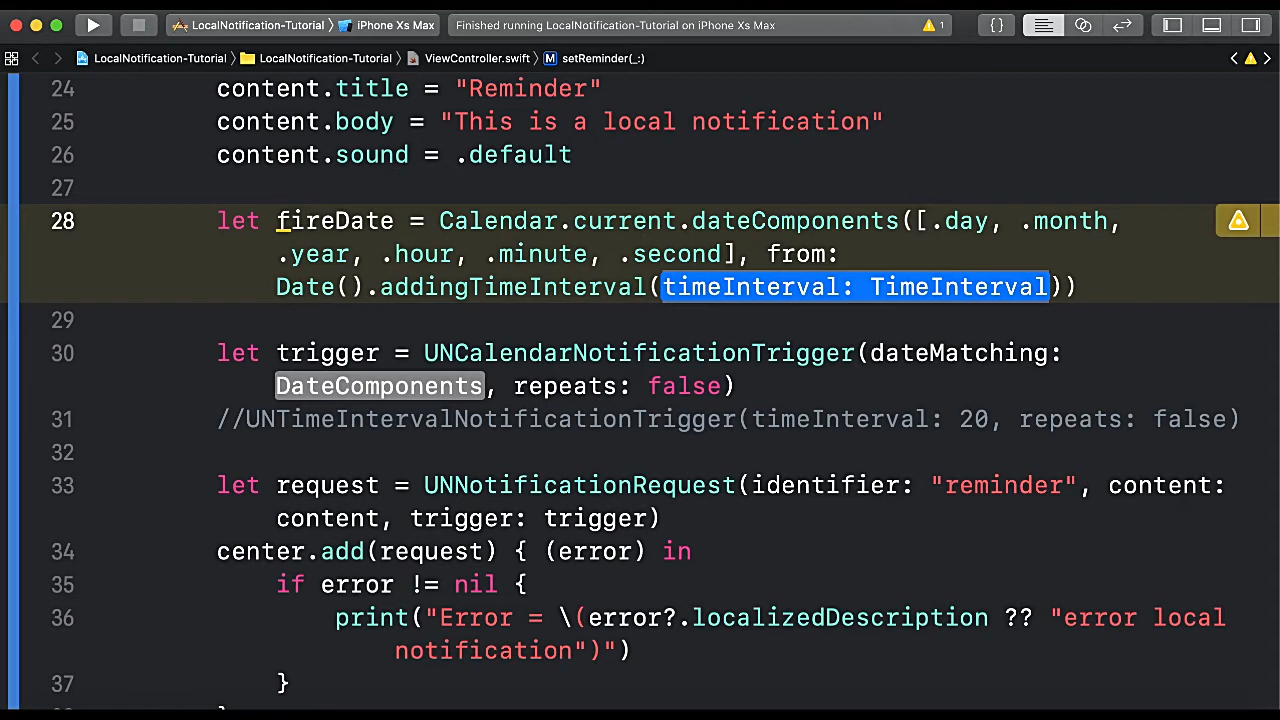 LocalNotification-Tutorial iPhone Xs Max Finished running LocalNotification-Tutorial on iPhone Xs Max 1 {}
LocalNotification-Tutorial LocalNotification-Tutorial ViewController.swift M setReminder(_:)
24 content.title = "Reminder"
25 content.body = "This is a local notification"
26 content.sound = .default
27
28 let fireDate = Calendar.current.dateComponents([.day, .month,
.year, .hour, .minute, .second], from:
Date().addingTimeInterval(timeInterval: TimeInterval))
29
30 let trigger = UNCalendarNotificationTrigger(dateMatching:
DateComponents, repeats: false)
31 //UNTimeIntervalNotificationTrigger(timeInterval: 20, repeats: false)
32
33 let request = UNNotificationRequest(identifier: "reminder", content:
content, trigger: trigger)
34 center.add(request) { (error) in
35 if error != nil {
36 print("Error = \(error?.localizedDescription ?? "error local
notification")")
37 }